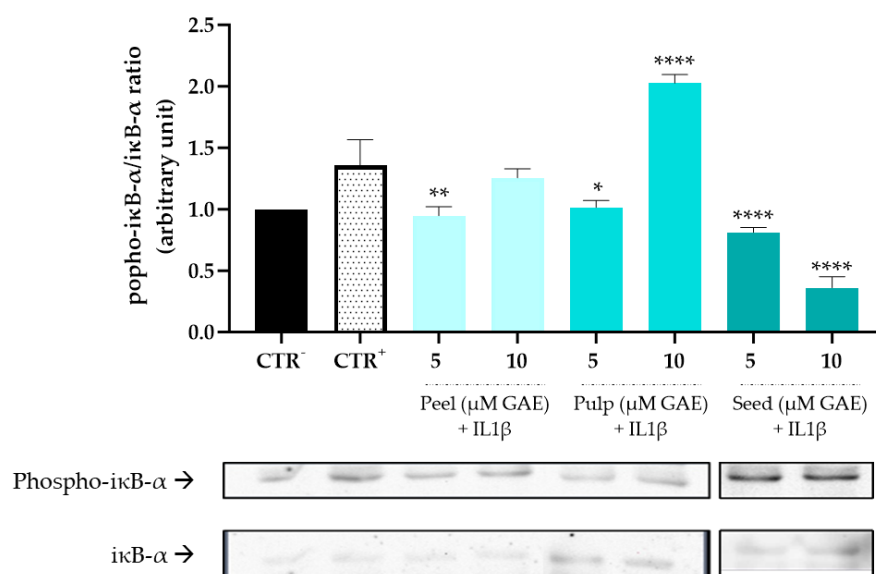 popho-iκB-α/iκB-α ratio
(arbitrary unit)
2.5
2.0
1.5
1.0
0.5
0.0
**
*
****
****
****
CTR⁻ CTR⁺ 5 10 5 10 5 10
Peel (µM GAE) Pulp (µM GAE) Seed (µM GAE)
+ IL1β + IL1β + IL1β
Phospho-iκB-α →
iκB-α →